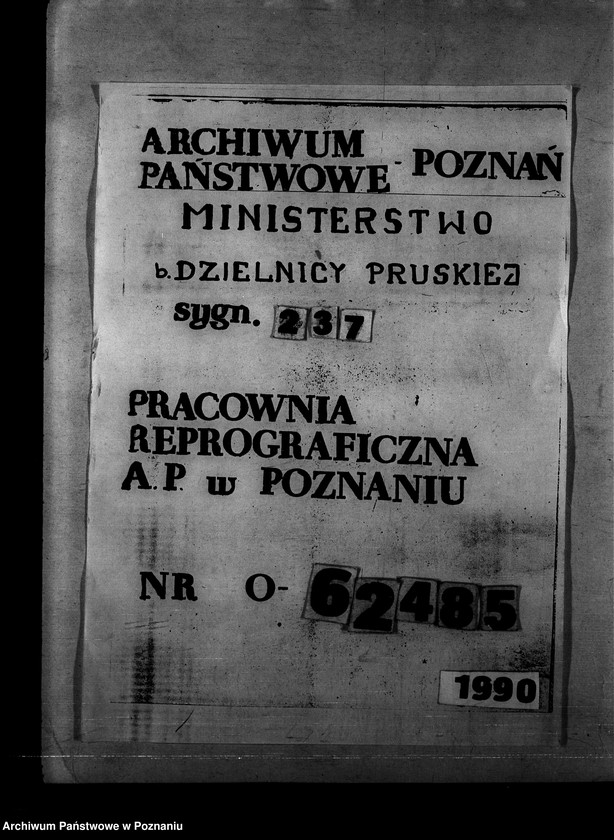 ARCHIWUM
PAŃSTWOWE - POZNAŃ
MINISTERSTWO
b. DZIELNICY PRUSKIEJ
sygn. 237
PRACOWNIA
REPROGRAFICZNA
A.P. w POZNANIU
NR O-62485
1990
Archiwum Państwowe w Poznaniu